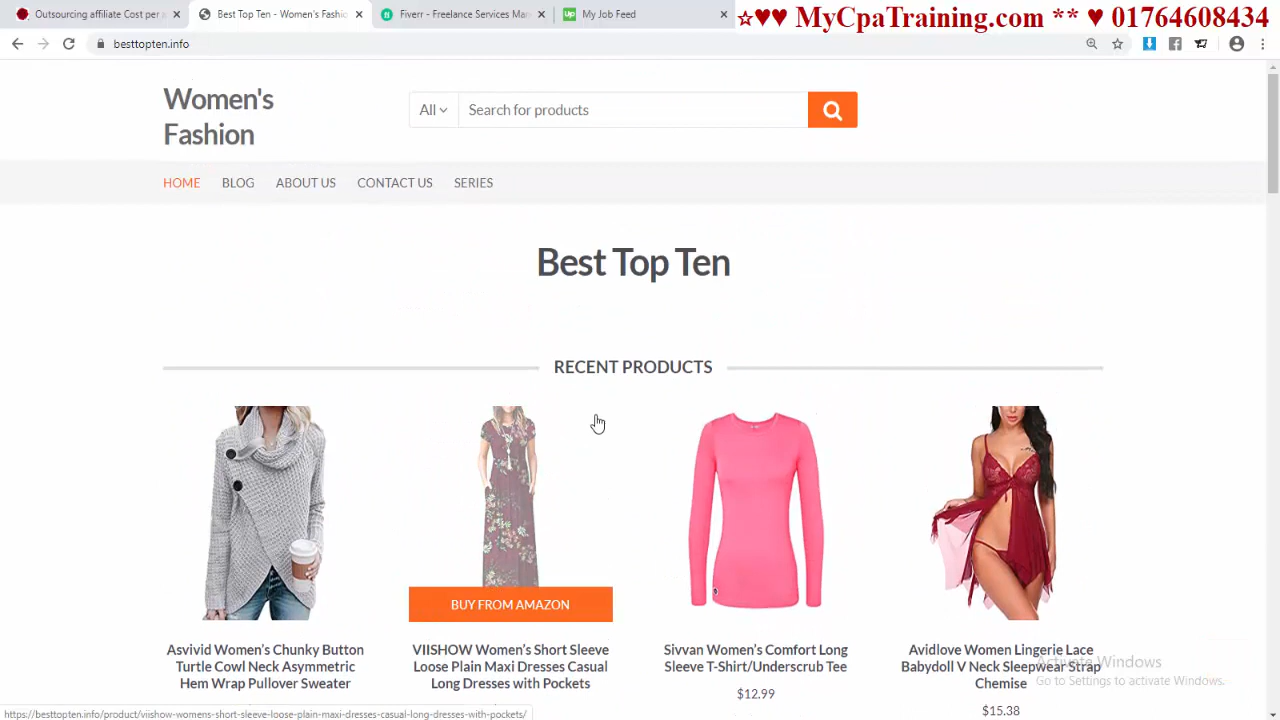 Outsourcing affiliate Cost per a
Best Top Ten - Women's Fashio
Fiverr - Freelance Services Mar
My Job Feed
☆♥♥ MyCpaTraining.com ** ♥ 01764608434
besttopten.info
Women's
Fashion
All
Search for products
HOME
BLOG
ABOUT US
CONTACT US
SERIES
Best Top Ten
RECENT PRODUCTS
BUY FROM AMAZON
Asvivid Women's Chunky Button
Turtle Cowl Neck Asymmetric
Hem Wrap Pullover Sweater
VIISHOW Women's Short Sleeve
Loose Plain Maxi Dresses Casual
Long Dresses with Pockets
Sivvan Women's Comfort Long
Sleeve T-Shirt/Underscrub Tee
$12.99
Avidlove Women Lingerie Lace
Babydoll V Neck Sleepwear Strap
Chemise
$15.38
Activate Windows
Go to Settings to activate Windows.
https://besttopten.info/product/viishow-womens-short-sleeve-loose-plain-maxi-dresses-casual-long-dresses-with-pockets/